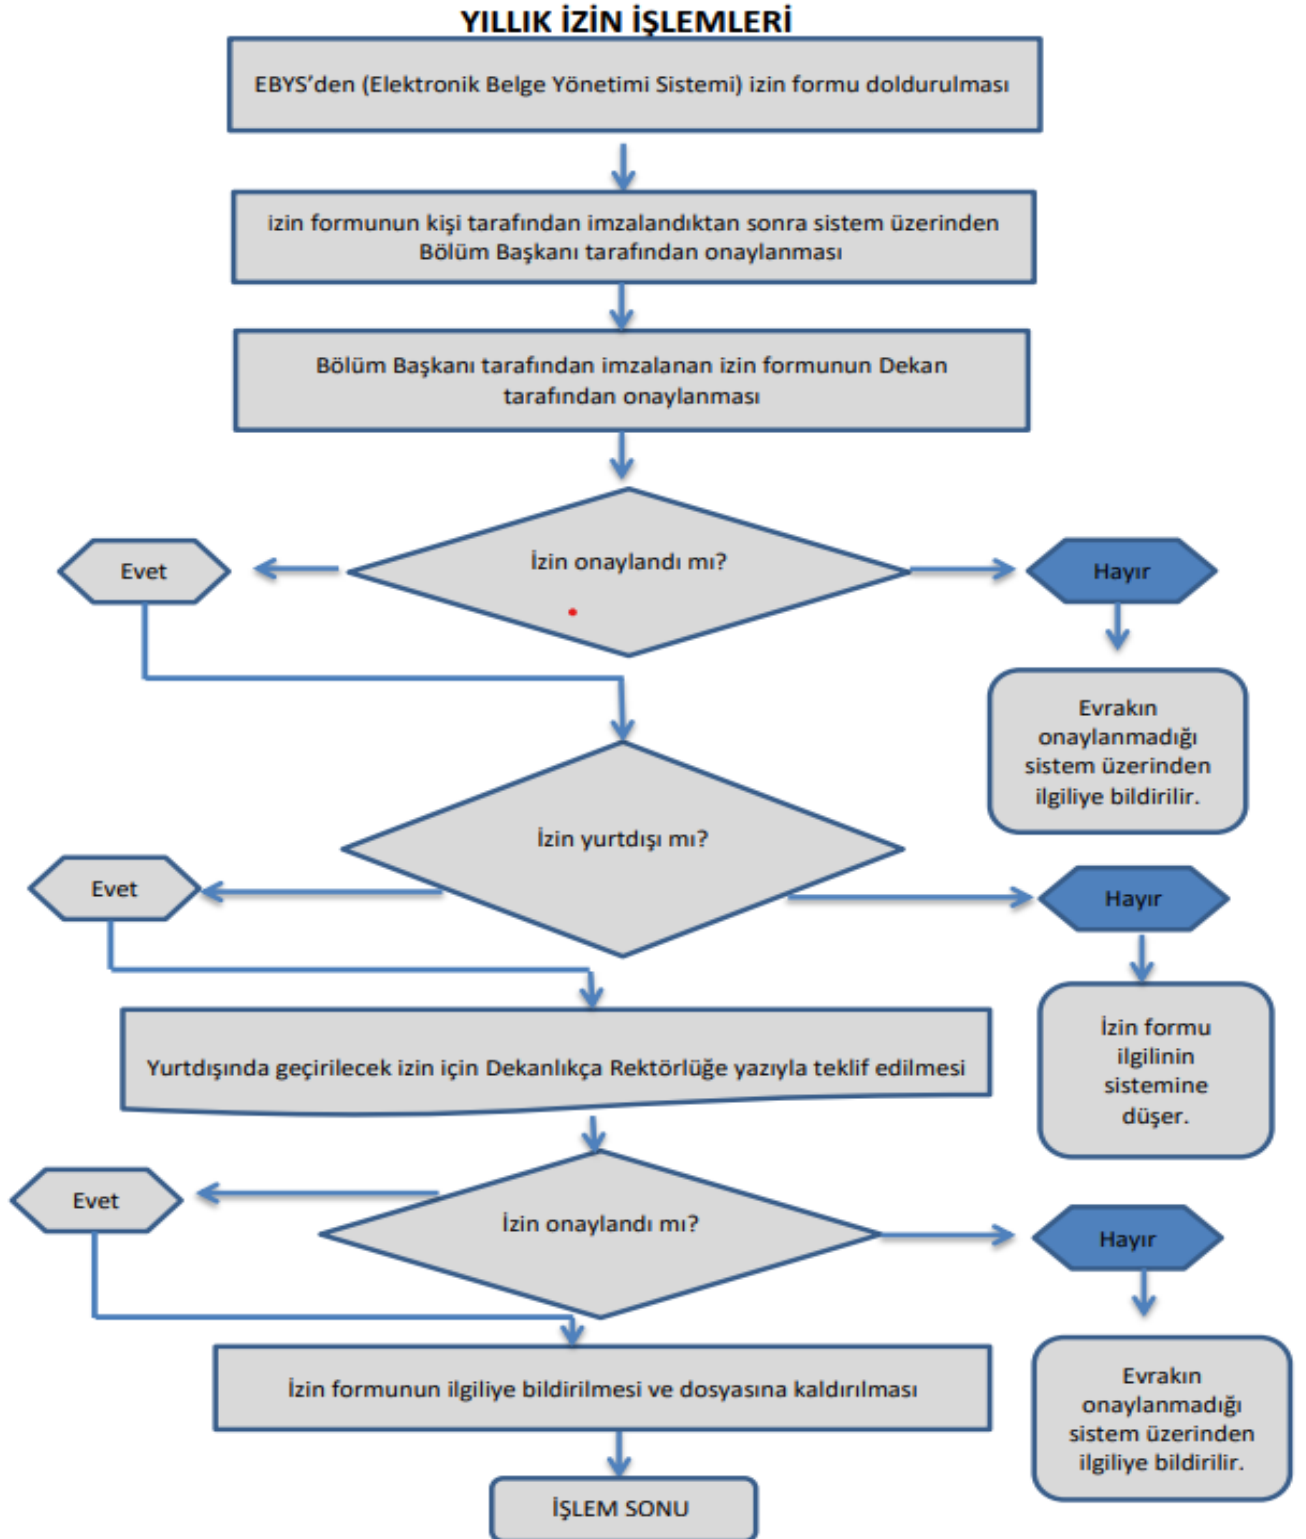 YILLIK İZİN İŞLEMLERİ
EBYS'den (Elektronik Belge Yönetimi Sistemi) izin formu doldurulması
izin formunun kişi tarafından imzalandıktan sonra sistem üzerinden
Bölüm Başkanı tarafından onaylanması
Bölüm Başkanı tarafından imzalanan izin formunun Dekan
tarafından onaylanması
İzin onaylandı mı?
Evet
Hayır
Evrakın
onaylanmadığı
sistem üzerinden
ilgiliye bildirilir.
İzin yurtdışı mı?
Evet
Hayır
İzin formu
ilgilinin
sistemine
düşer.
Yurtdışında geçirilecek izin için Dekanlıkça Rektörlüğe yazıyla teklif edilmesi
İzin onaylandı mı?
Evet
Hayır
Evrakın
onaylanmadığı
sistem üzerinden
ilgiliye bildirilir.
İzin formunun ilgiliye bildirilmesi ve dosyasına kaldırılması
İŞLEM SONU